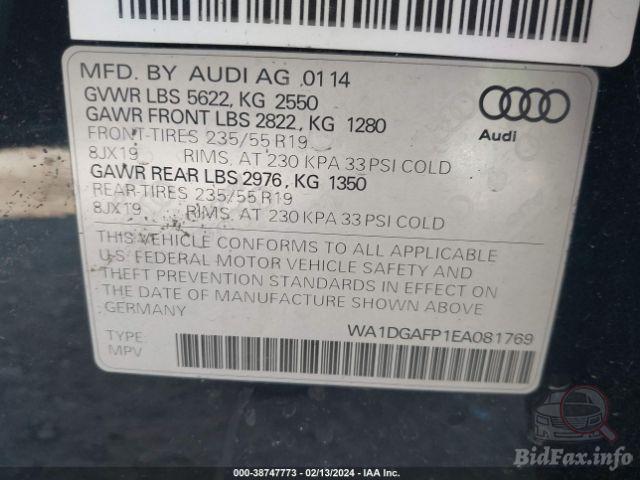 MFD. BY AUDI AG 0114
GVWR LBS 5622, KG 2550
GAWR FRONT LBS 2822, KG 1280
FRONT-TIRES 235/55 R19
8JX19 RIMS, AT 230 KPA 33 PSI COLD
GAWR REAR LBS 2976, KG 1350
REAR-TIRES 235/55 R19
8JX19 RIMS, AT 230 KPA 33 PSI COLD
Audi
THIS VEHICLE CONFORMS TO ALL APPLICABLE
U.S. FEDERAL MOTOR VEHICLE SAFETY AND
THEFT PREVENTION STANDARDS IN EFFECT ON
THE DATE OF MANUFACTURE SHOWN ABOVE.
GERMANY
WA1DGAFP1EA081769
TYPE:
MPV
000-38747773 - 02/13/2024 - IAA Inc.
BidFax.info